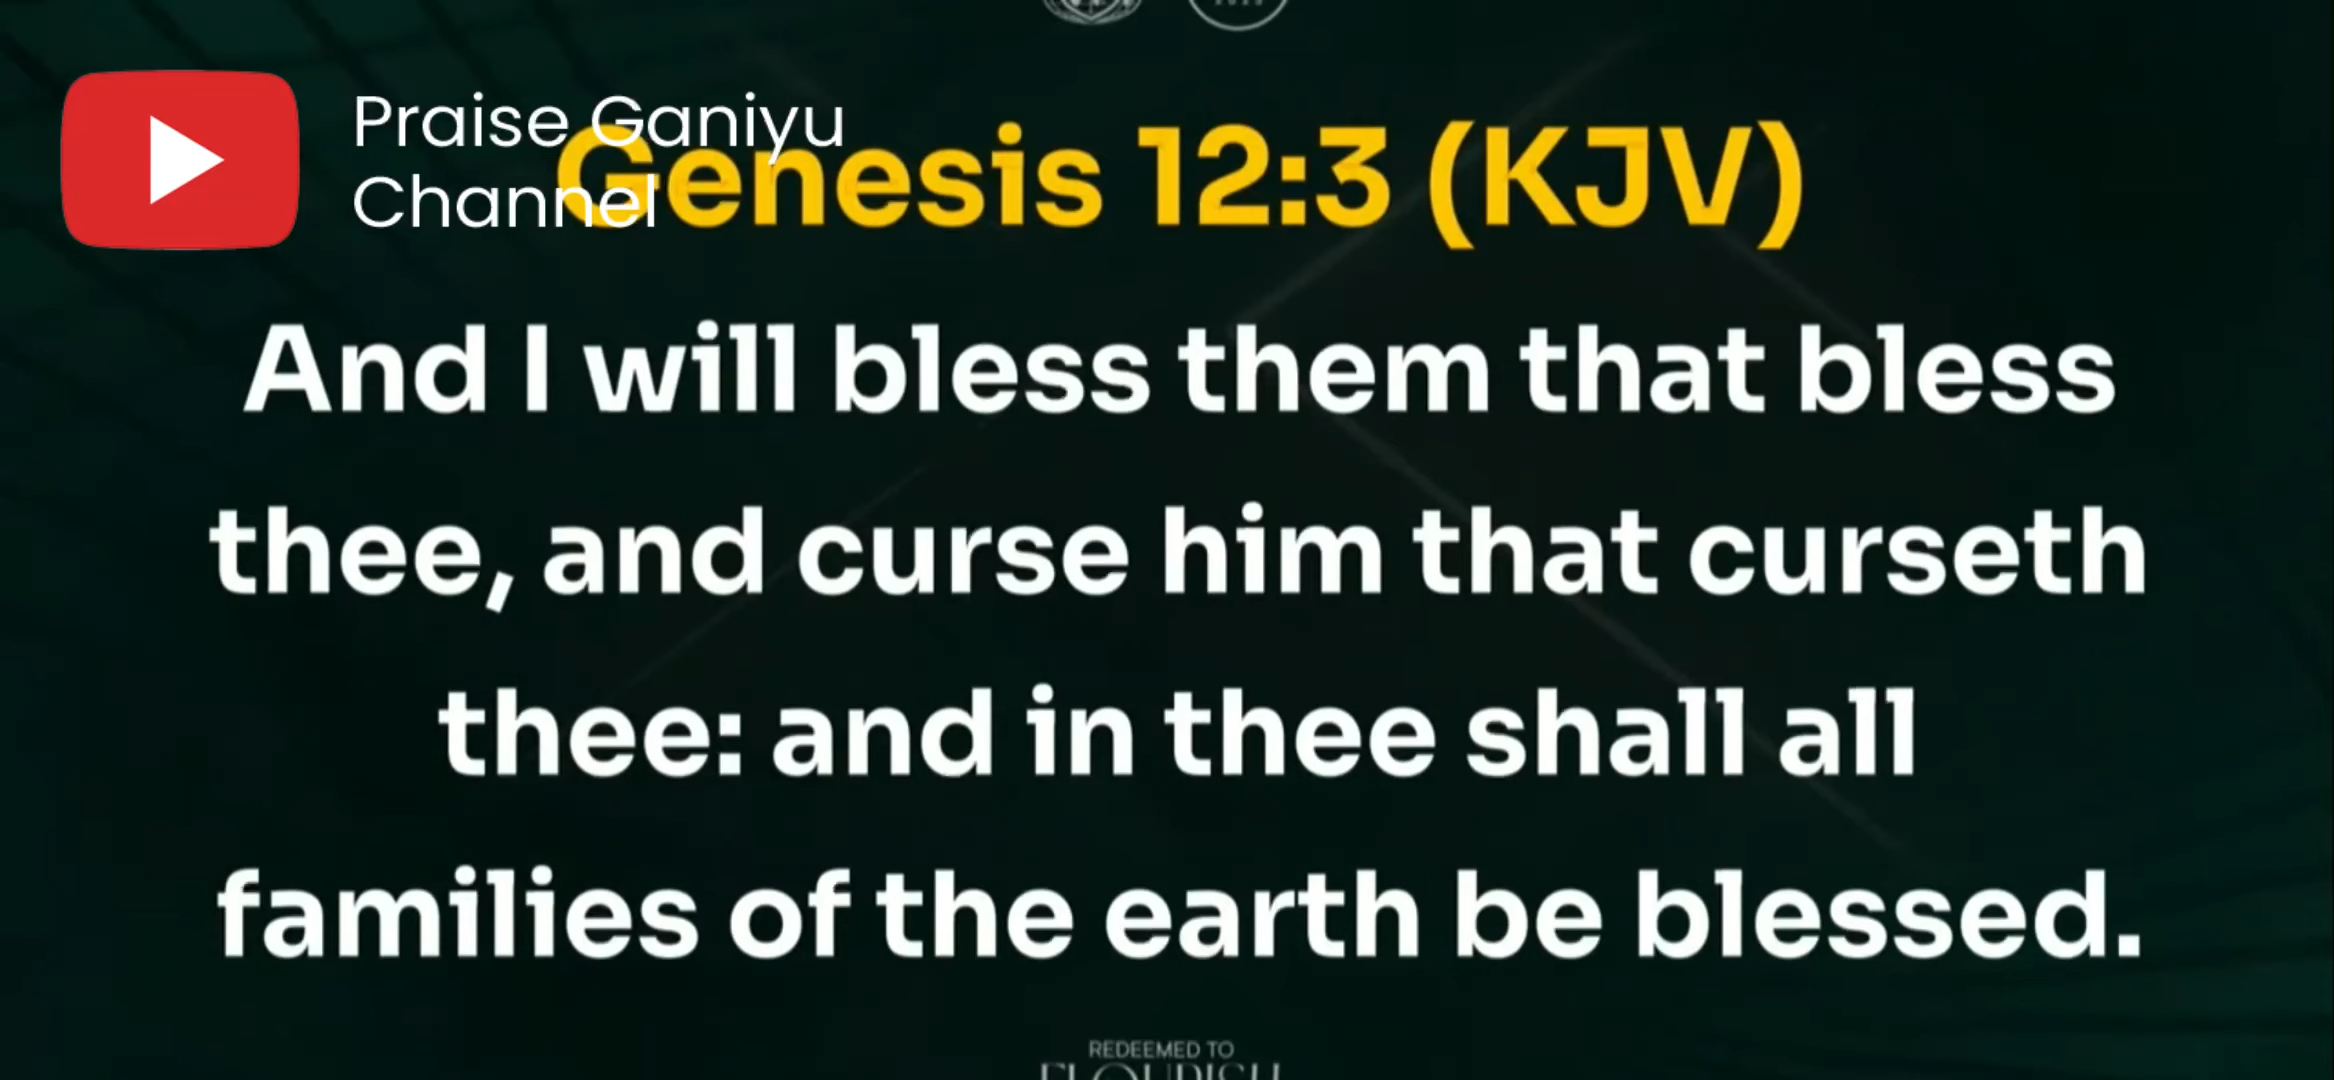 Praise Ganiyu
Channel
Genesis 12:3 (KJV)
And I will bless them that bless
thee, and curse him that curseth
thee: and in thee shall all
families of the earth be blessed.
REDEEMED TO
FLOURISH